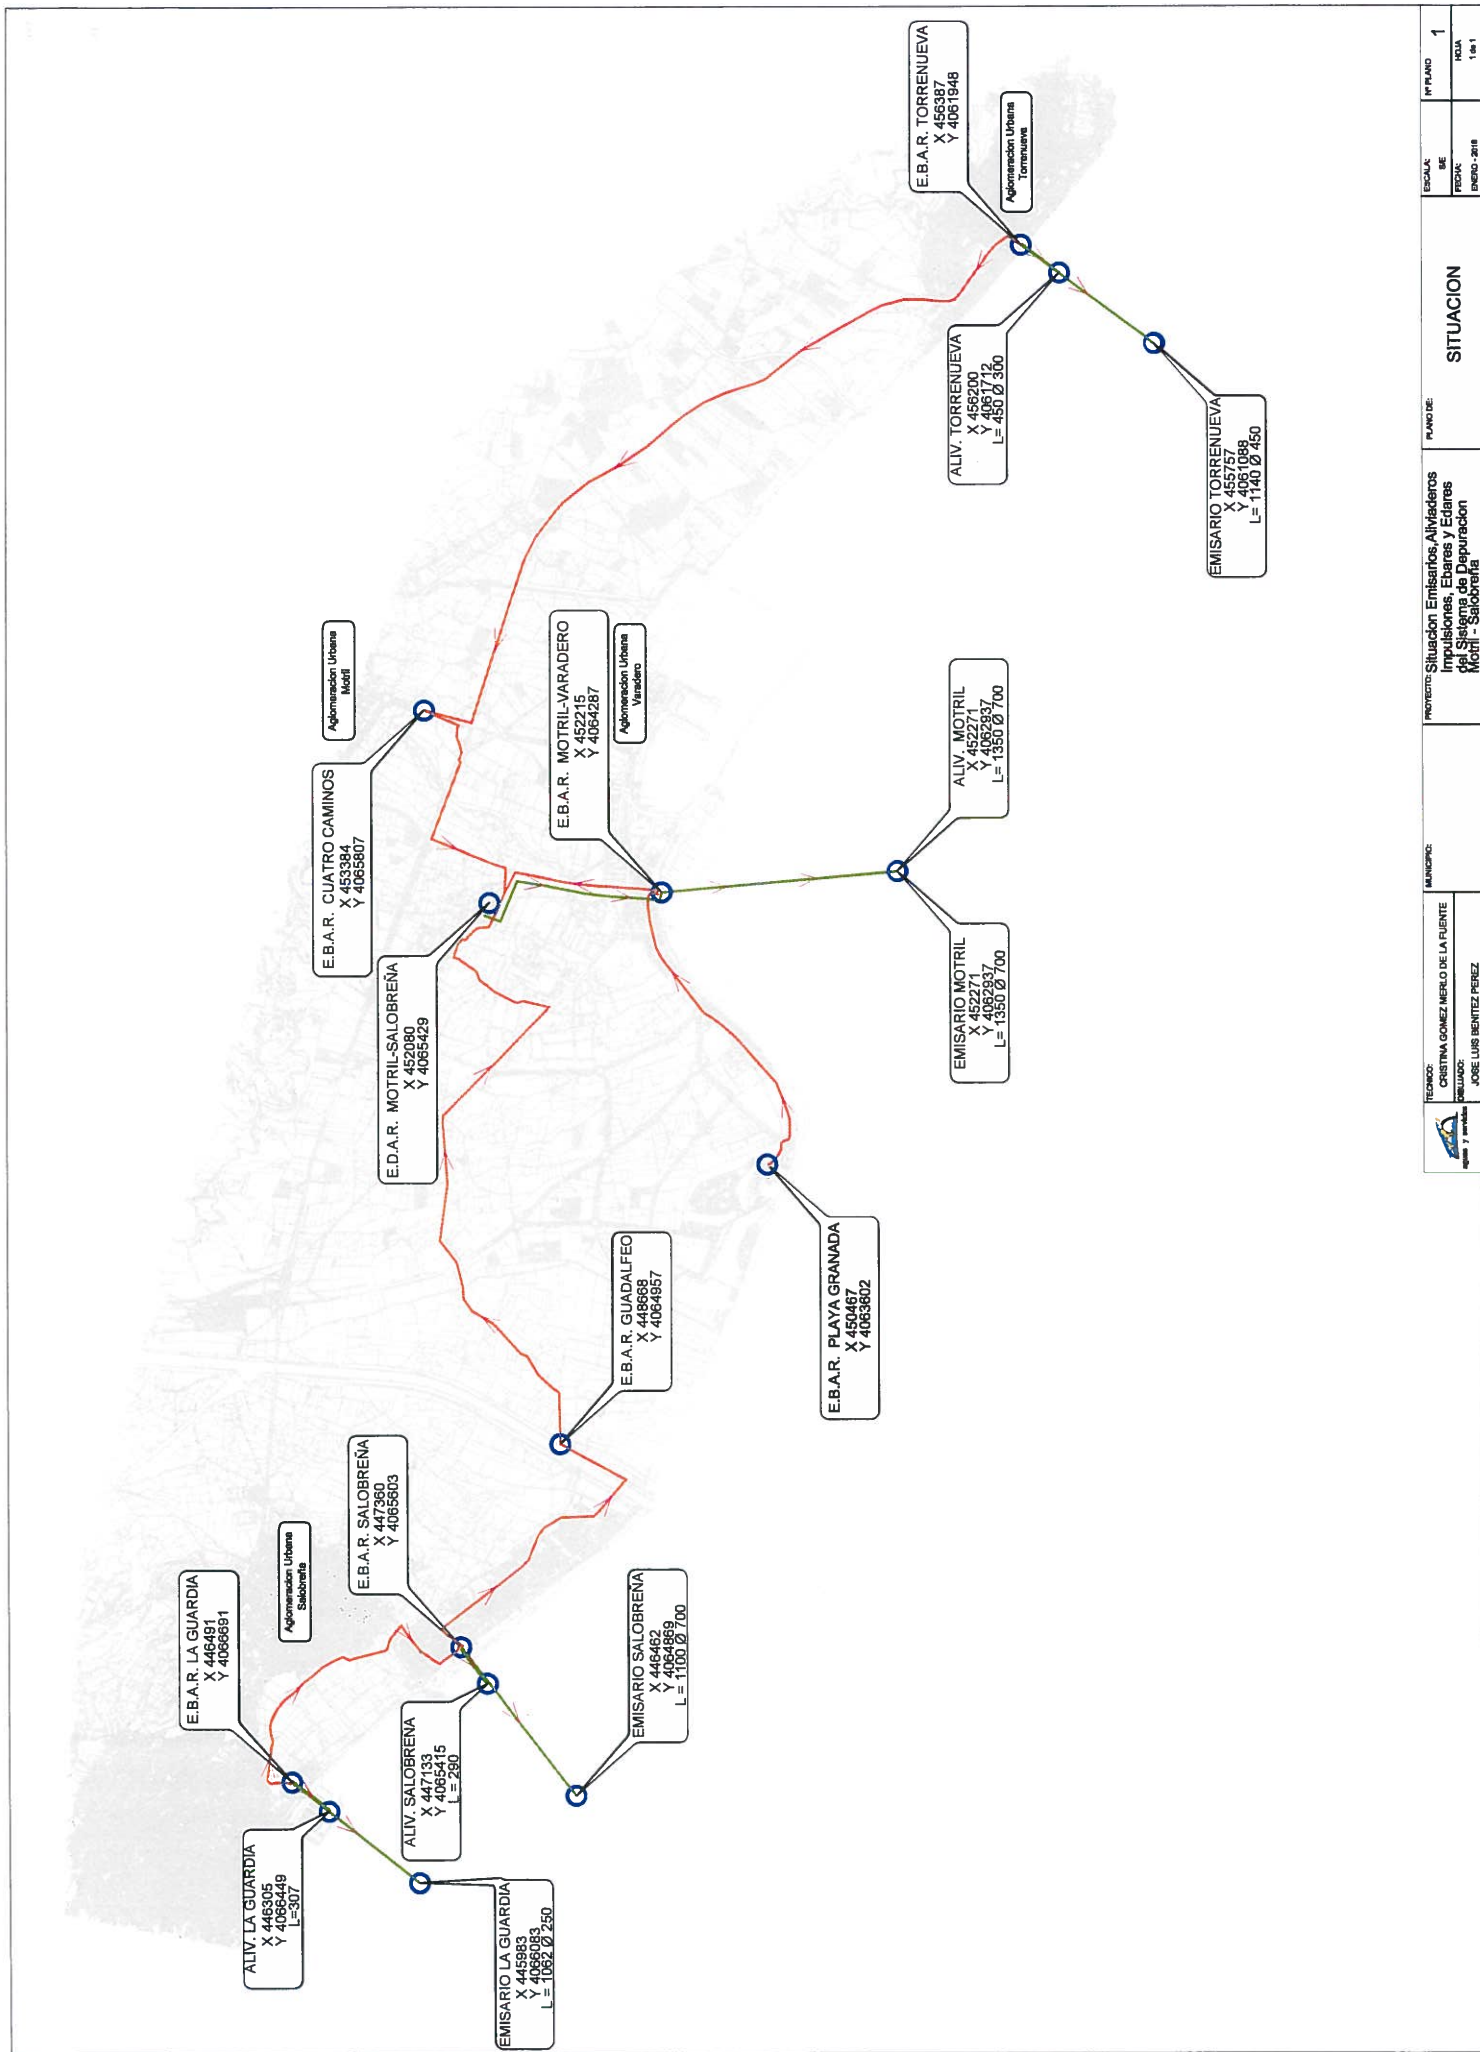 E.B.A.R. LA GUARDIA
X 446491
Y 4066691
Aglomeracion Urbana
Salobreña
ALIV. LA GUARDIA
X 446305
Y 4066449
L=307
EMISARIO LA GUARDIA
X 445983
Y 4066083
L = 1062 Ø 250
E.B.A.R. SALOBREÑA
X 447360
Y 4065603
ALIV. SALOBREÑA
X 447133
Y 4065415
L = 290
EMISARIO SALOBREÑA
X 446462
Y 4064869
L = 1100 Ø 700
E.B.A.R. GUADALFEO
X 448668
Y 4064957
E.B.A.R. CUATRO CAMINOS
X 453384
Y 4065807
Aglomeracion Urbana
Motril
E.D.A.R. MOTRIL-SALOBREÑA
X 452080
Y 4065429
E.B.A.R. MOTRIL-VARADERO
X 452215
Y 4064287
Aglomeracion Urbana
Varadero
E.B.A.R. PLAYA GRANADA
X 450467
Y 4063602
EMISARIO MOTRIL
X 452271
Y 4062937
L= 1350 Ø 700
ALIV. MOTRIL
X 452271
Y 4062937
L= 1350 Ø 700
E.B.A.R. TORRENUEVA
X 456387
Y 4061948
Aglomeracion Urbana
Torrenueva
ALIV. TORRENUEVA
X 456200
Y 4061712
L= 450 Ø 300
EMISARIO TORRENUEVA
X 455757
Y 4061088
L= 1140 Ø 450
aguas y servicios
TECNICO:
CRISTINA GOMEZ MERLO DE LA FUENTE
DIBUJADO:
JOSE LUIS BENITEZ PEREZ
MUNICIPIO:
PROYECTO: Situacion Emisarios,Aliviaderos
Impulsiones, Ebares y Edares
del Sistema de Depuracion
Motril - Salobreña
PLANO DE:
SITUACION
ESCALA:
S/E
FECHA:
ENERO - 2018
Nº PLANO
1
HOJA
1 de 1